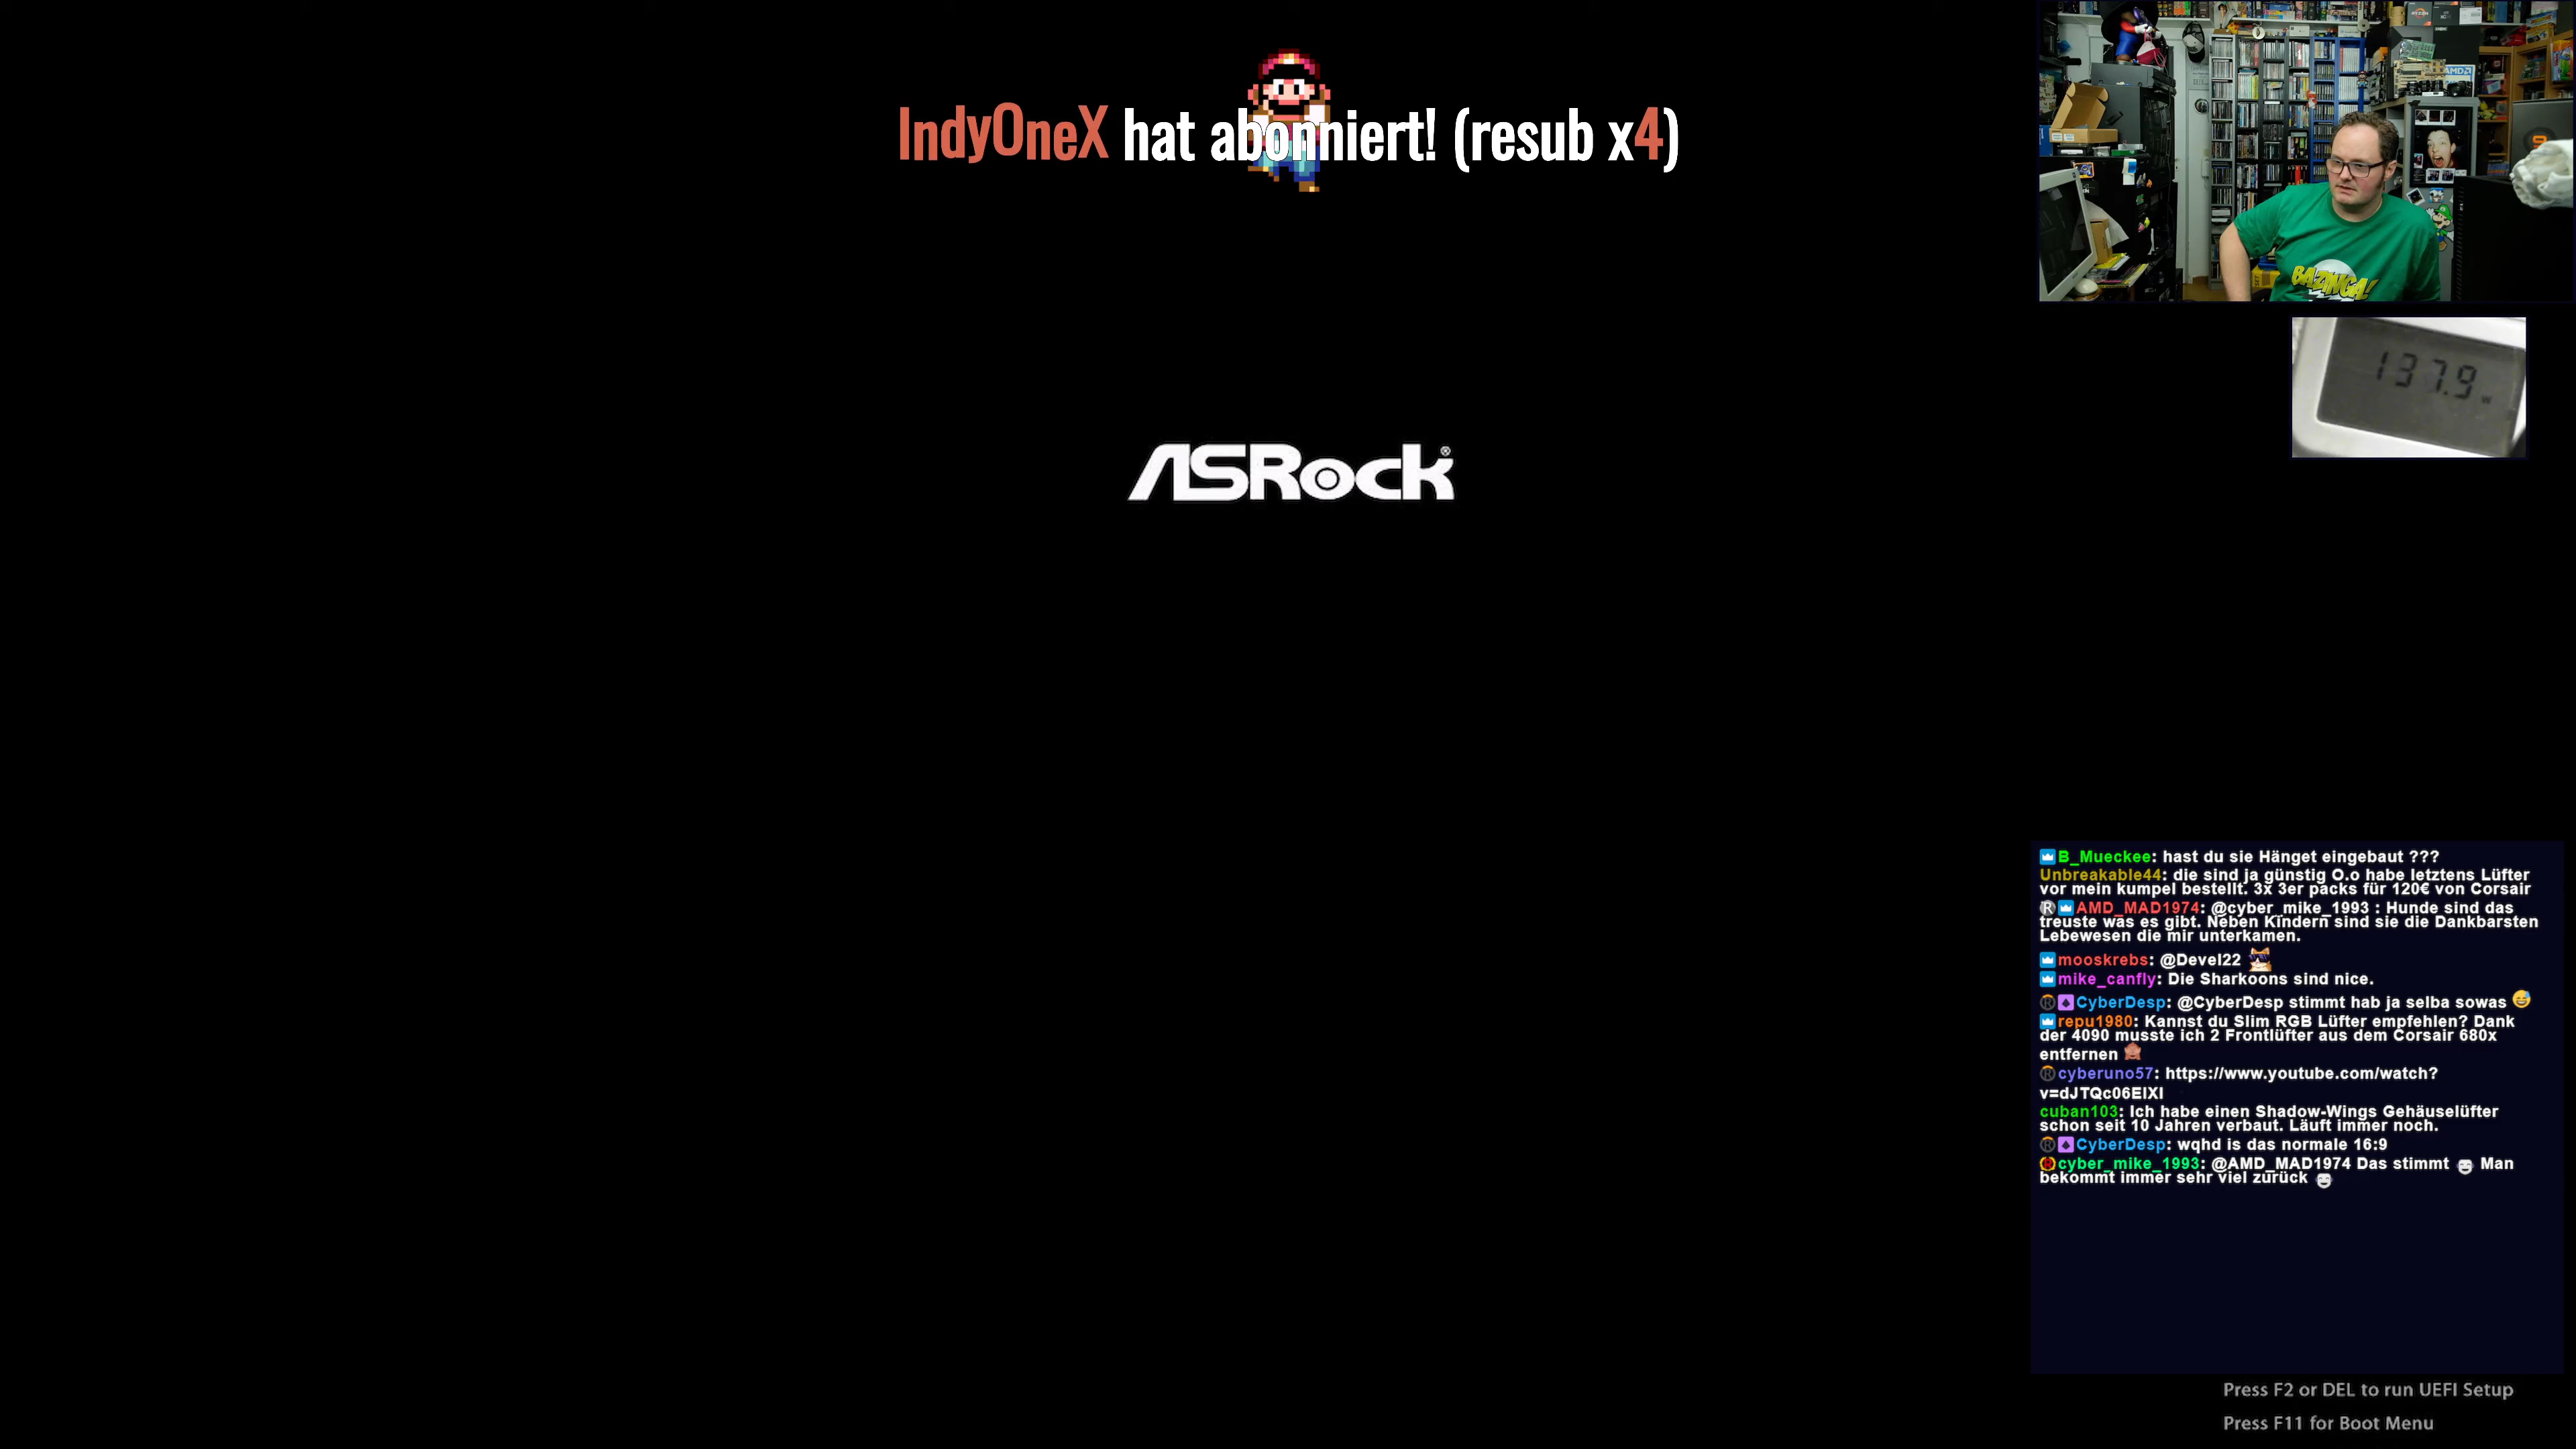 IndyOneX hat abonniert! (resub x4)
AMD
BAZINGA!
137.9 w
ASRock®
B_Mueckee: hast du sie Hänget eingebaut ???
Unbreakable44: die sind ja günstig O.o habe letztens Lüfter
vor mein kumpel bestellt. 3x 3er packs für 120€ von Corsair
AMD_MAD1974: @cyber_mike_1993 : Hunde sind das
treuste was es gibt. Neben Kindern sind sie die Dankbarsten
Lebewesen die mir unterkamen.
mooskrebs: @Devel22
mike_canfly: Die Sharkoons sind nice.
CyberDesp: @CyberDesp stimmt hab ja selba sowas 😅
repu1980: Kannst du Slim RGB Lüfter empfehlen? Dank
der 4090 musste ich 2 Frontlüfter aus dem Corsair 680x
entfernen 🙈
cyberuno57: https://www.youtube.com/watch?
v=dJTQc06EIXI
cuban103: Ich habe einen Shadow-Wings Gehäuselüfter
schon seit 10 Jahren verbaut. Läuft immer noch.
CyberDesp: wqhd is das normale 16:9
cyber_mike_1993: @AMD_MAD1974 Das stimmt Man
bekommt immer sehr viel zurück
Press F2 or DEL to run UEFI Setup
Press F11 for Boot Menu